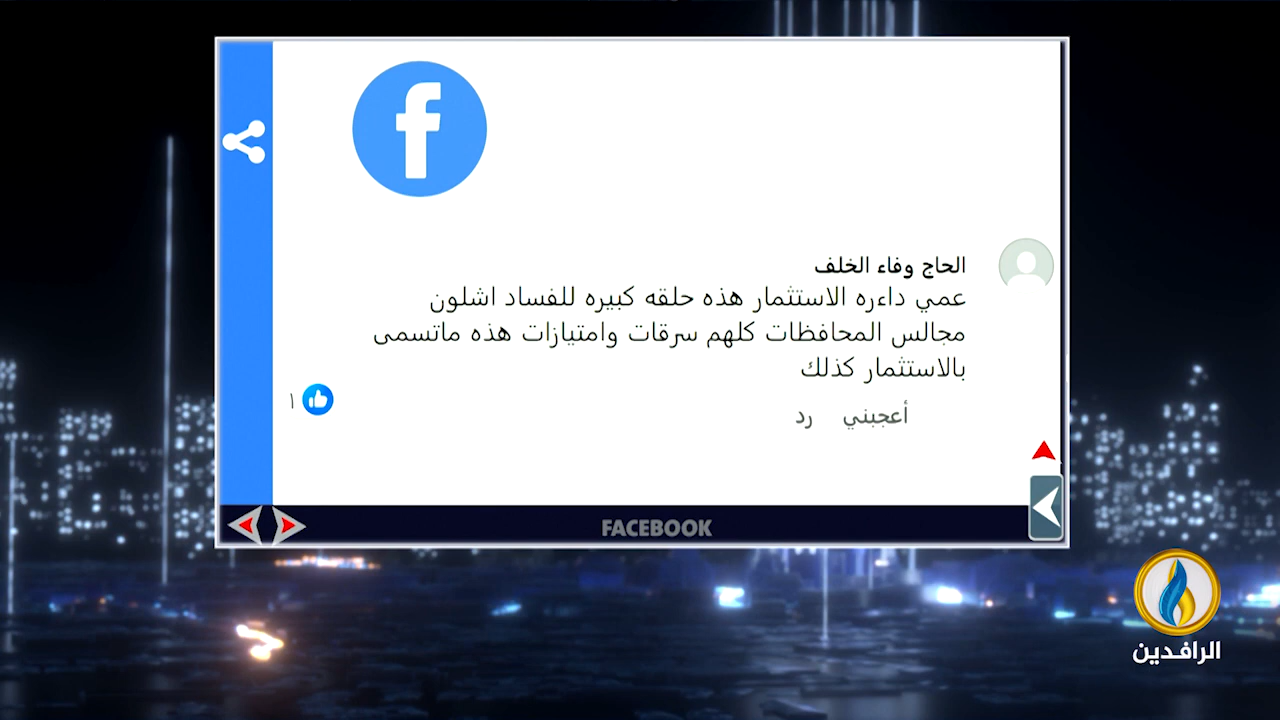 الحاج وفاء الخلف
عمي داءره الاستثمار هذه حلقه كبيره للفساد اشلون
مجالس المحافظات كلهم سرقات وامتيازات هذه ماتسمى
بالاستثمار كذلك
١
أعجبني رد
FACEBOOK
الرافدين